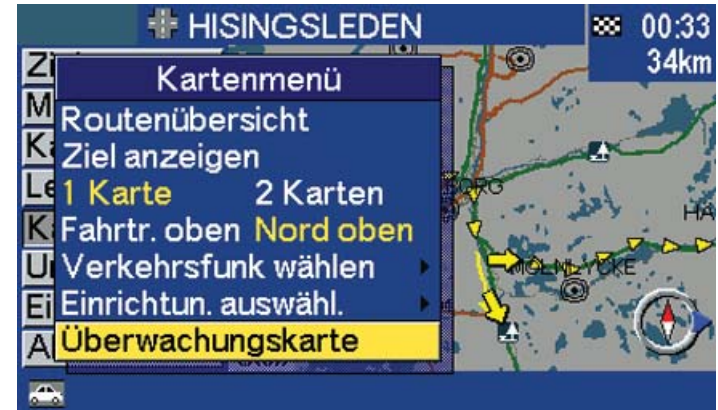 HISINGSLEDEN
00:33
34km
Kartenmenü
Routenübersicht
Ziel anzeigen
1 Karte 2 Karten
Fahrtr. oben Nord oben
Verkehrsfunk wählen
Einrichtun. auswähl.
Überwachungskarte
MÖLNLYCKE